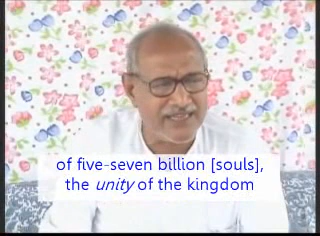 of five-seven billion [souls],
the unity of the kingdom